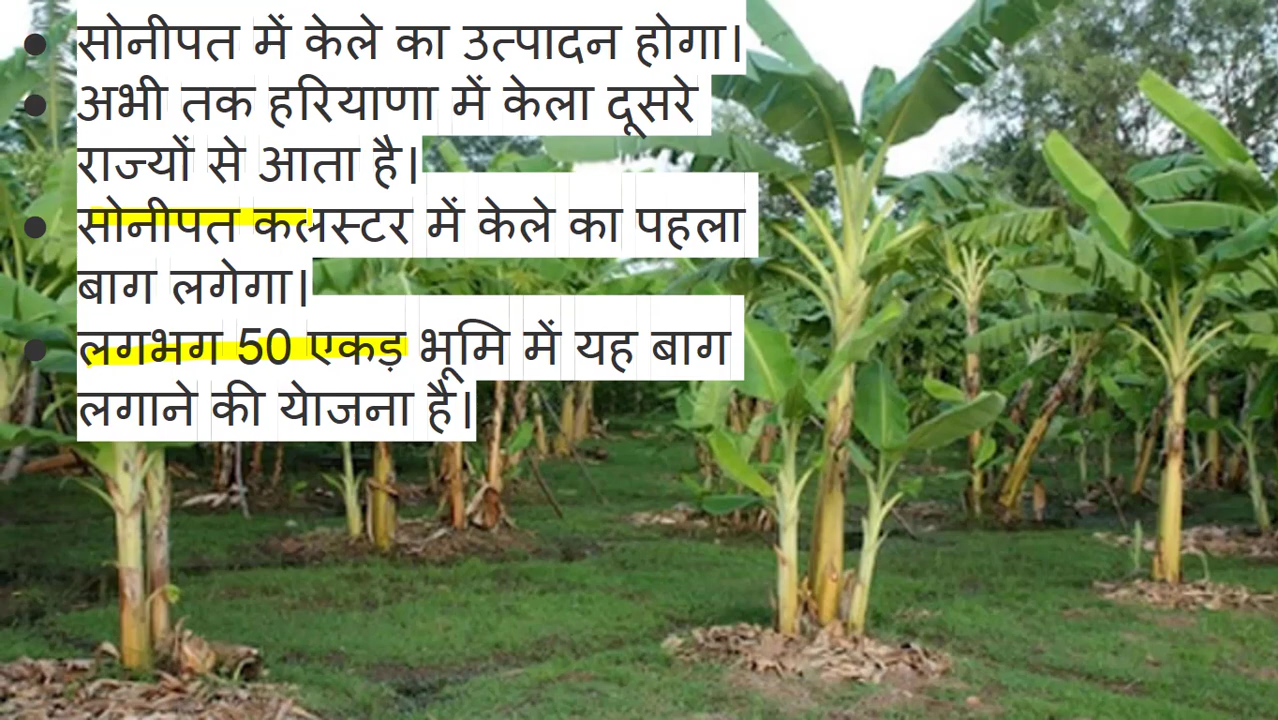 • सोनीपत में केले का उत्पादन होगा।
• अभी तक हरियाणा में केला दूसरे
राज्यों से आता है।
• सोनीपत कलस्टर में केले का पहला
बाग लगेगा।
• लगभग 50 एकड़ भूमि में यह बाग
लगाने की योजना है।